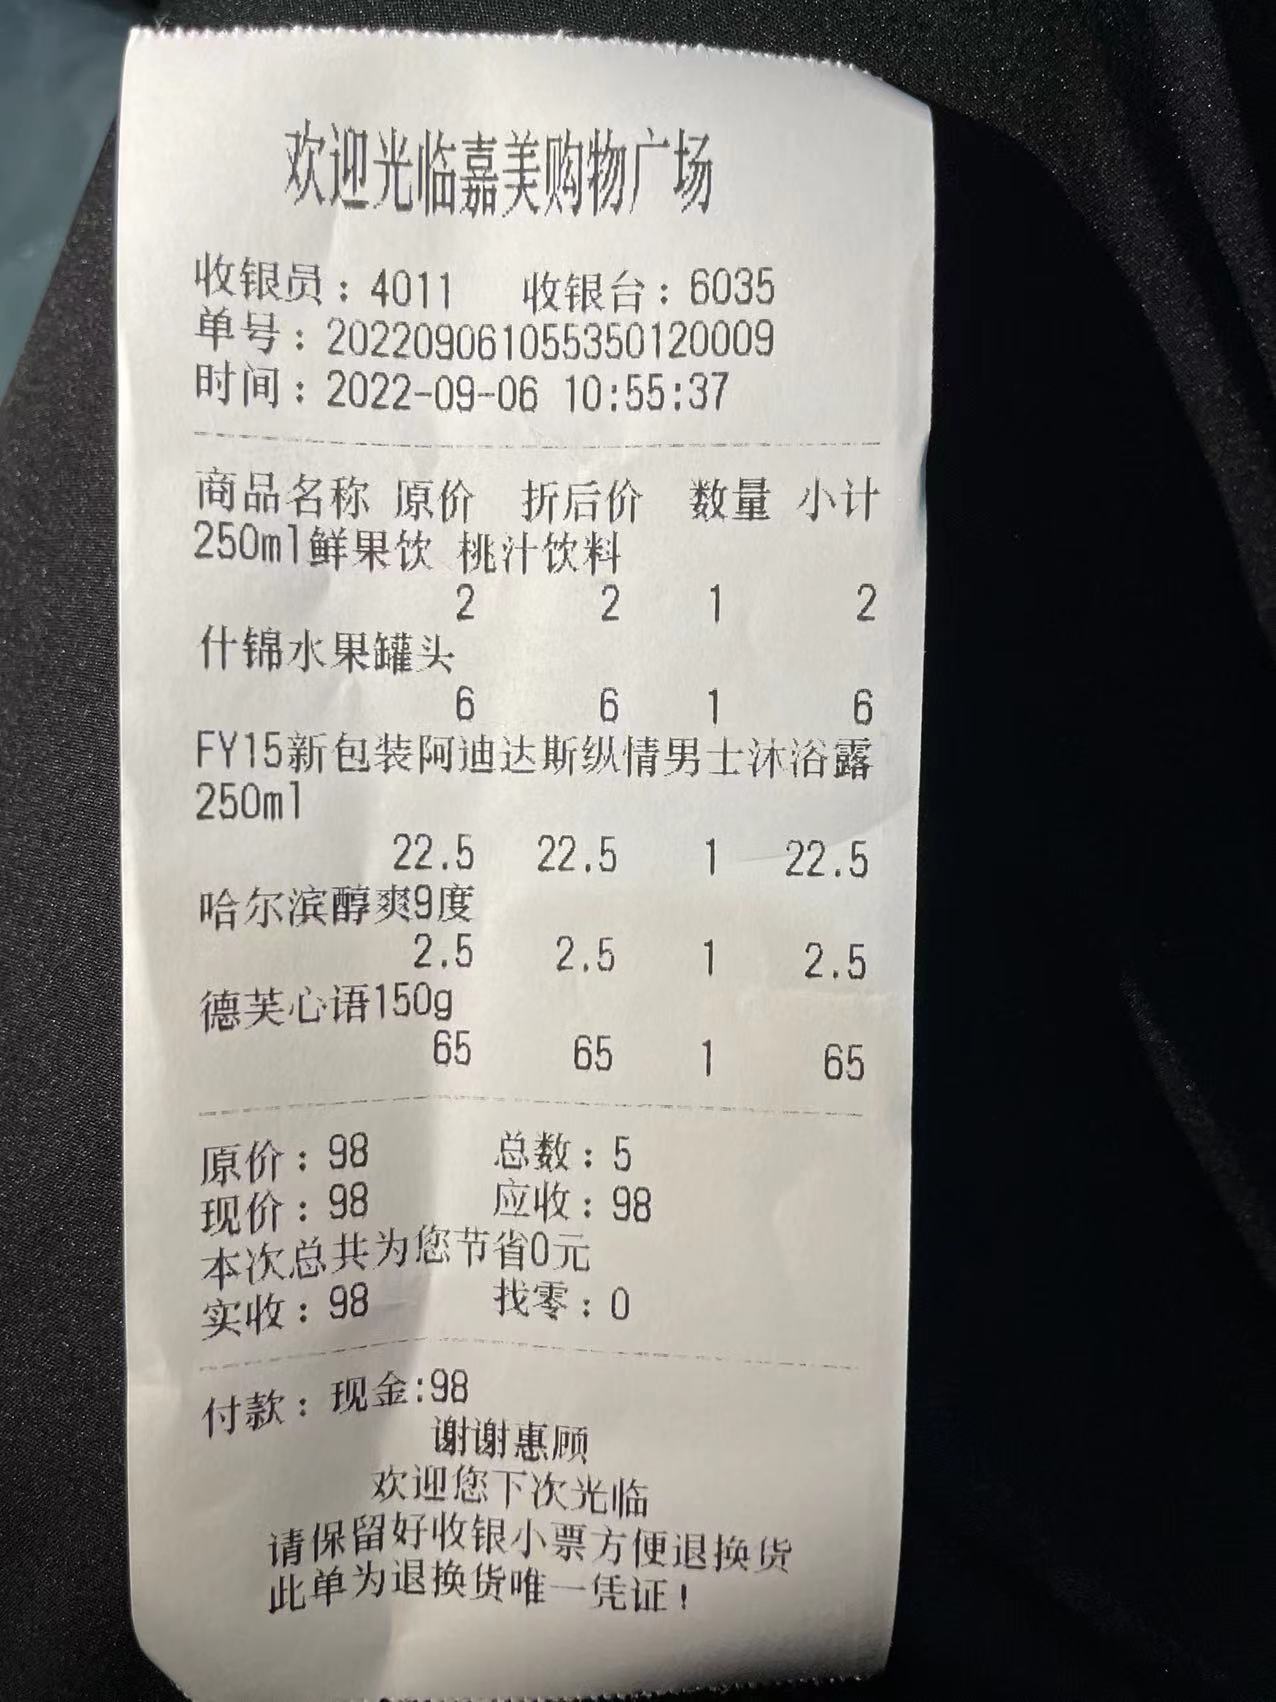 欢迎光临嘉美购物广场
收银员：4011 收银台：6035
单号：2022090610553501​20009
时间：2022-09-06 10:55:37
商品名称 原价 折后价 数量 小计
250ml鲜果饮 桃汁饮料
2 2 1 2
什锦水果罐头
6 6 1 6
FY15新包装阿迪达斯纵情男士沐浴露
250ml
22.5 22.5 1 22.5
哈尔滨醇爽9度
2.5 2.5 1 2.5
德芙心语150g
65 65 1 65
原价：98 总数：5
现价：98 应收：98
本次总共为您节省0元
实收：98 找零：0
付款：现金:98
谢谢惠顾
欢迎您下次光临
请保留好收银小票方便退换货
此单为退换货唯一凭证！